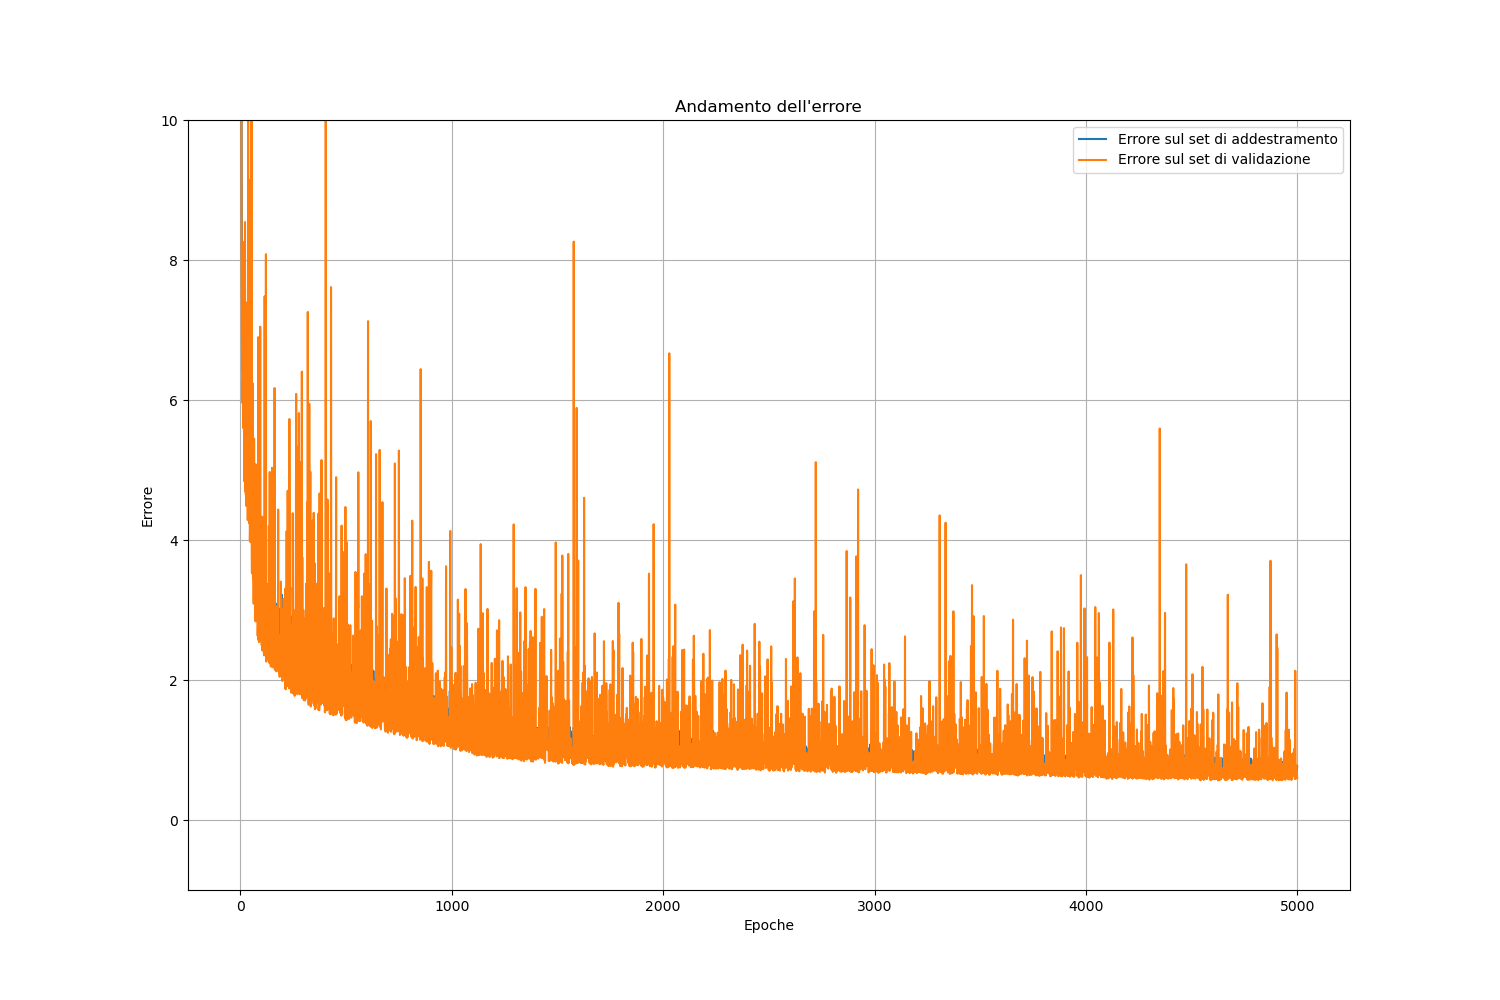 Andamento dell'errore
Errore sul set di addestramento
Errore sul set di validazione
10
8
6
4
2
0
Errore
0 1000 2000 3000 4000 5000
Epoche